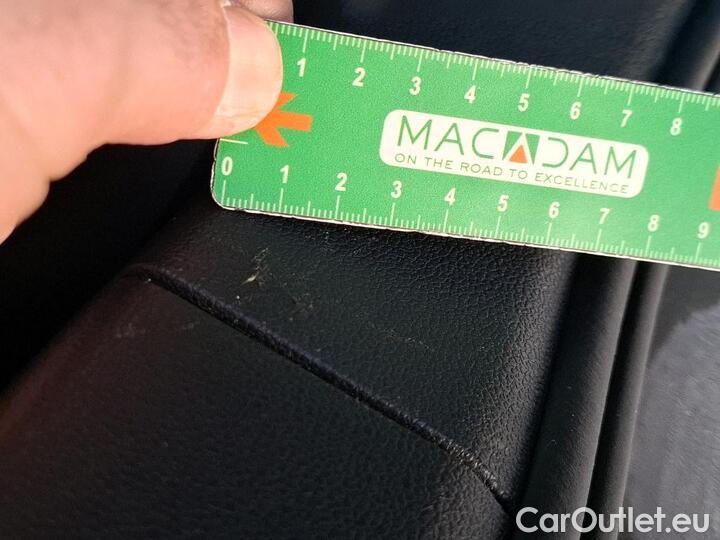 1 2 3 4 5 6 7 8
MACADAM
ON THE ROAD TO EXCELLENCE
0 1 2 3 4 5 6 7 8 9
CarOutlet.eu